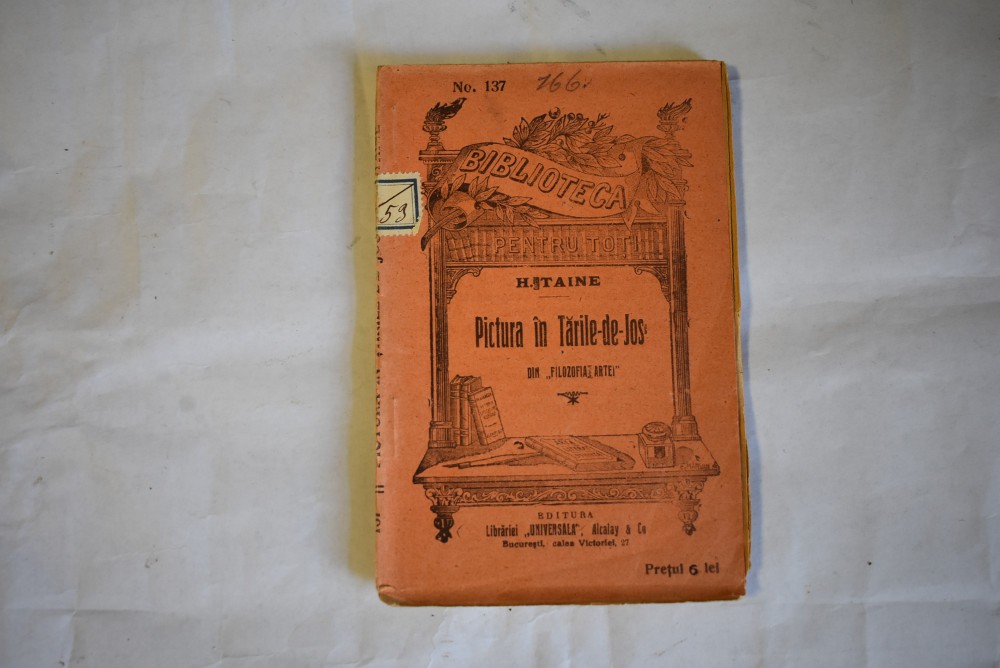 No. 137 166.
BIBLIOTECA
PENTRU TOȚI
53
H. TAINE
Pictura în Țările-de-Jos
DIN „FILOZOFIA ARTEI"
EDITURA
Librăriei „UNIVERSALA", Alcalay & Co
București, calea Victoriei, 27
Prețul 6 lei